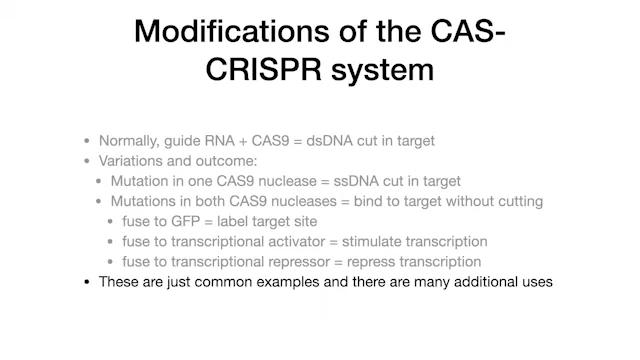 Modifications of the CAS-
CRISPR system
• Normally, guide RNA + CAS9 = dsDNA cut in target
• Variations and outcome:
• Mutation in one CAS9 nuclease = ssDNA cut in target
• Mutations in both CAS9 nucleases = bind to target without cutting
• fuse to GFP = label target site
• fuse to transcriptional activator = stimulate transcription
• fuse to transcriptional repressor = repress transcription
• These are just common examples and there are many additional uses